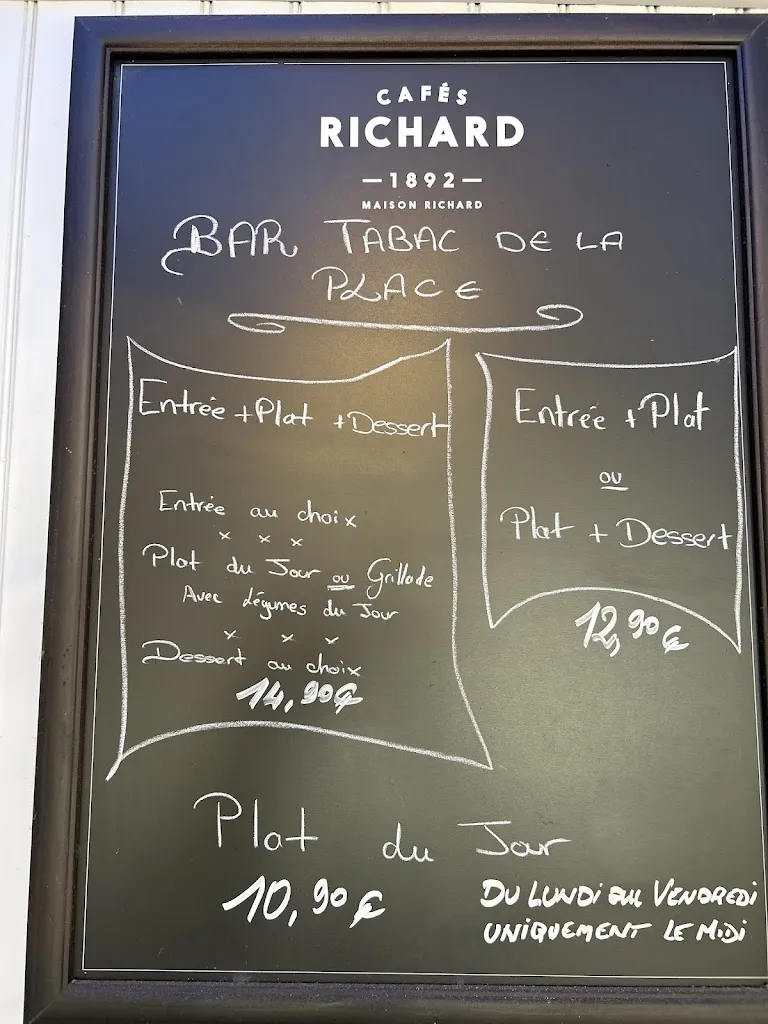 CAFÉS
RICHARD
—1892—
MAISON RICHARD
BAR TABAC DE LA
PLACE
Entrée + Plat + Dessert
Entrée au choix
x x x
Plat du Jour ou Grillade
Avec Légumes du Jour
x x x
Dessert au choix
14,90€
Entrée + Plat
ou
Plat + Dessert
12,90€
Plat du Jour
10,90€
DU LUNDI au VENDREDI
UNIQUEMENT LE MIDI